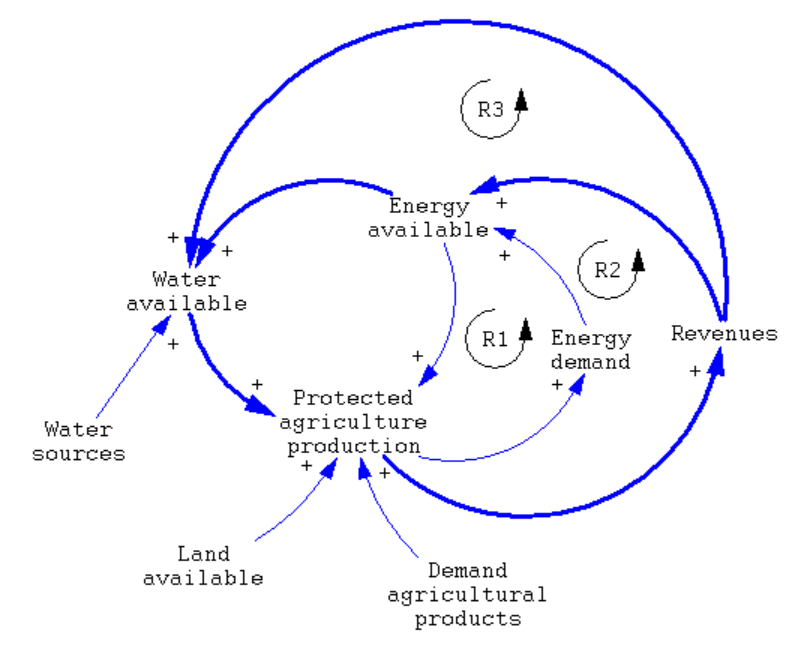 R3
+
Energy
available
+
+
+
R2
+
Water
available
+
R1
Energy
demand
Revenues
+
+
+
+
Protected
agriculture
production
Water
sources
+
+
Land
available
Demand
agricultural
products